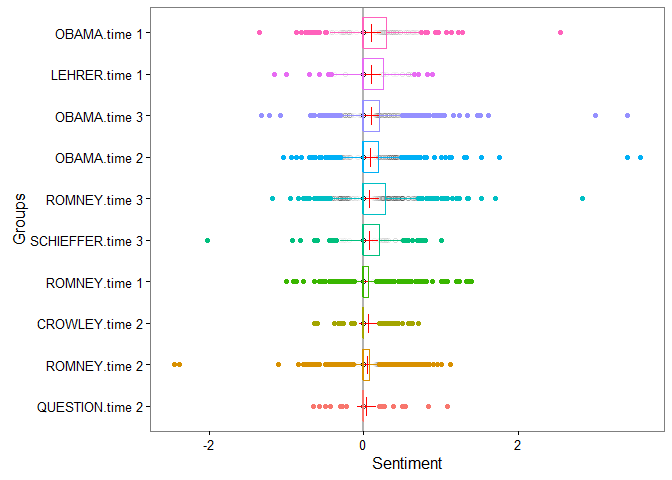 OBAMA.time 1
LEHRER.time 1
OBAMA.time 3
OBAMA.time 2
ROMNEY.time 3
SCHIEFFER.time 3
ROMNEY.time 1
CROWLEY.time 2
ROMNEY.time 2
QUESTION.time 2
Groups
-2 0 2
Sentiment